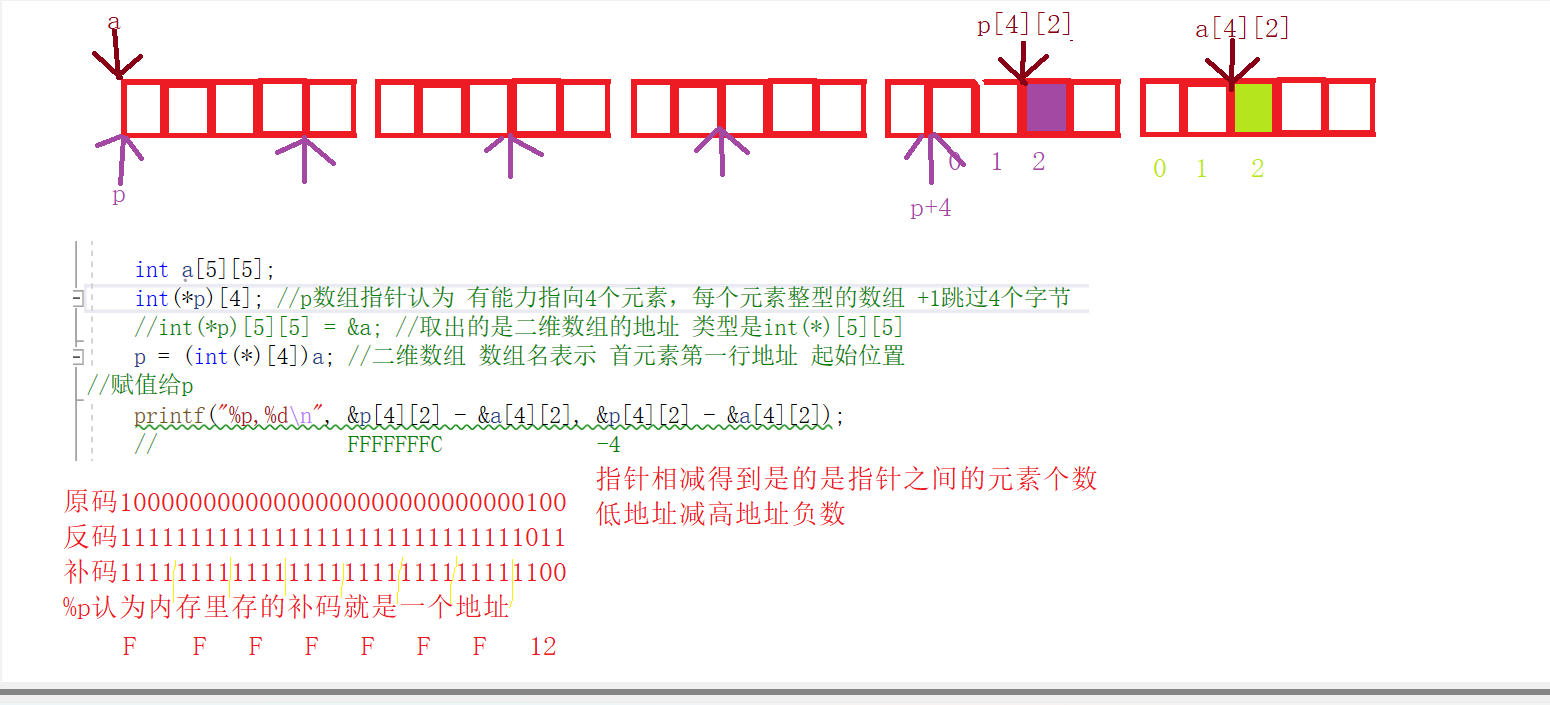 a
p[4][2]
a[4][2]
0 1 2
0 1 2
p
p+4
int a[5][5];
int(*p)[4]; //p数组指针认为 有能力指向4个元素，每个元素整型的数组 +1跳过4个字节
//int(*p)[5][5] = &a; //取出的是二维数组的地址 类型是int(*)[5][5]
p = (int(*)[4])a; //二维数组 数组名表示 首元素第一行地址 起始位置
//赋值给p
printf("%p,%d\n", &p[4][2] - &a[4][2], &p[4][2] - &a[4][2]);
// FFFFFFFC -4
指针相减得到是的是指针之间的元素个数
低地址减高地址负数
原码10000000000000000000000000000100
反码11111111111111111111111111111011
补码11111111111111111111111111111100
%p认为内存里存的补码就是一个地址
F F F F F F F 12